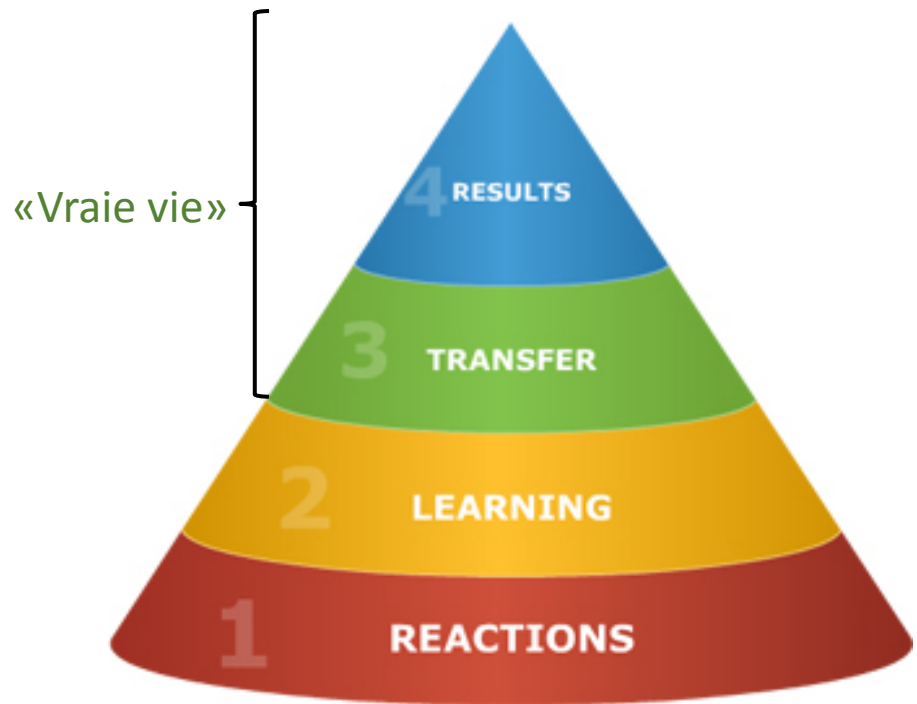 4 RESULTS
«Vraie vie»
3 TRANSFER
2 LEARNING
1 REACTIONS